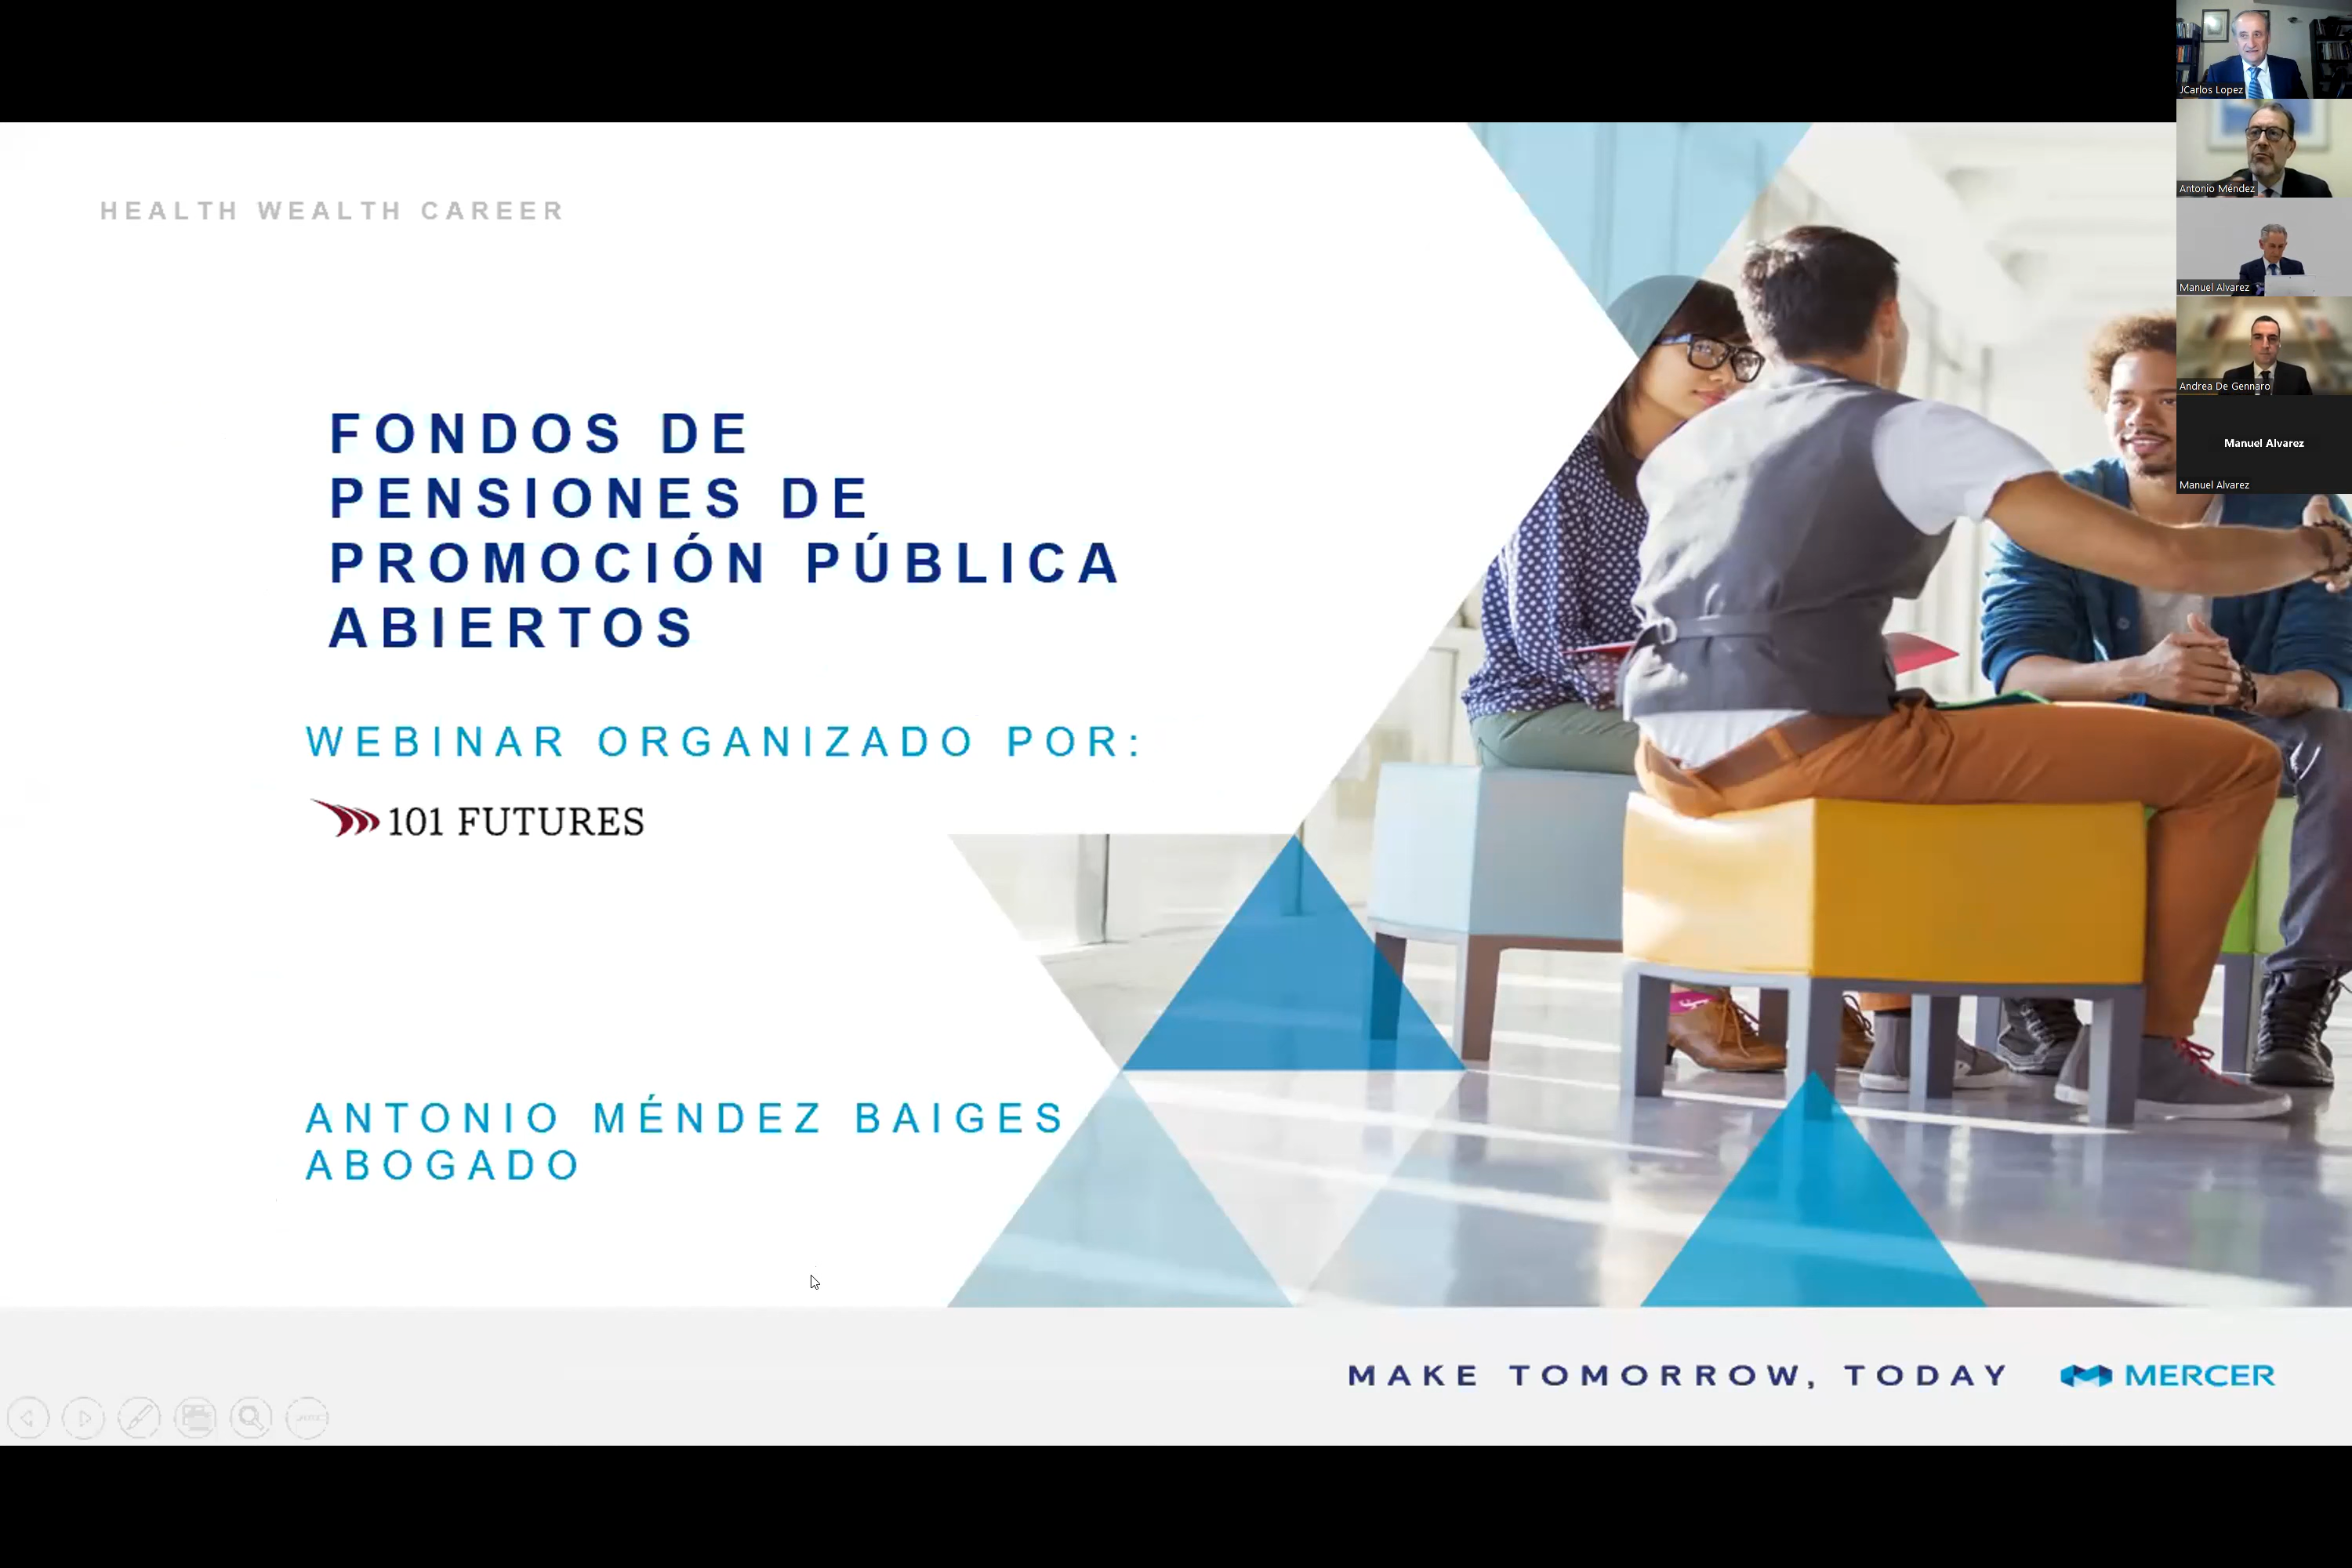 HEALTH WEALTH CAREER
FONDOS DE
PENSIONES DE
PROMOCIÓN PÚBLICA
ABIERTOS
WEBINAR ORGANIZADO POR:
101 FUTURES
ANTONIO MÉNDEZ BAIGES
ABOGADO
MAKE TOMORROW, TODAY
MERCER
JCarlos Lopez
Antonio Méndez
Manuel Alvarez
Andrea De Gennaro
Manuel Alvarez
Manuel Alvarez